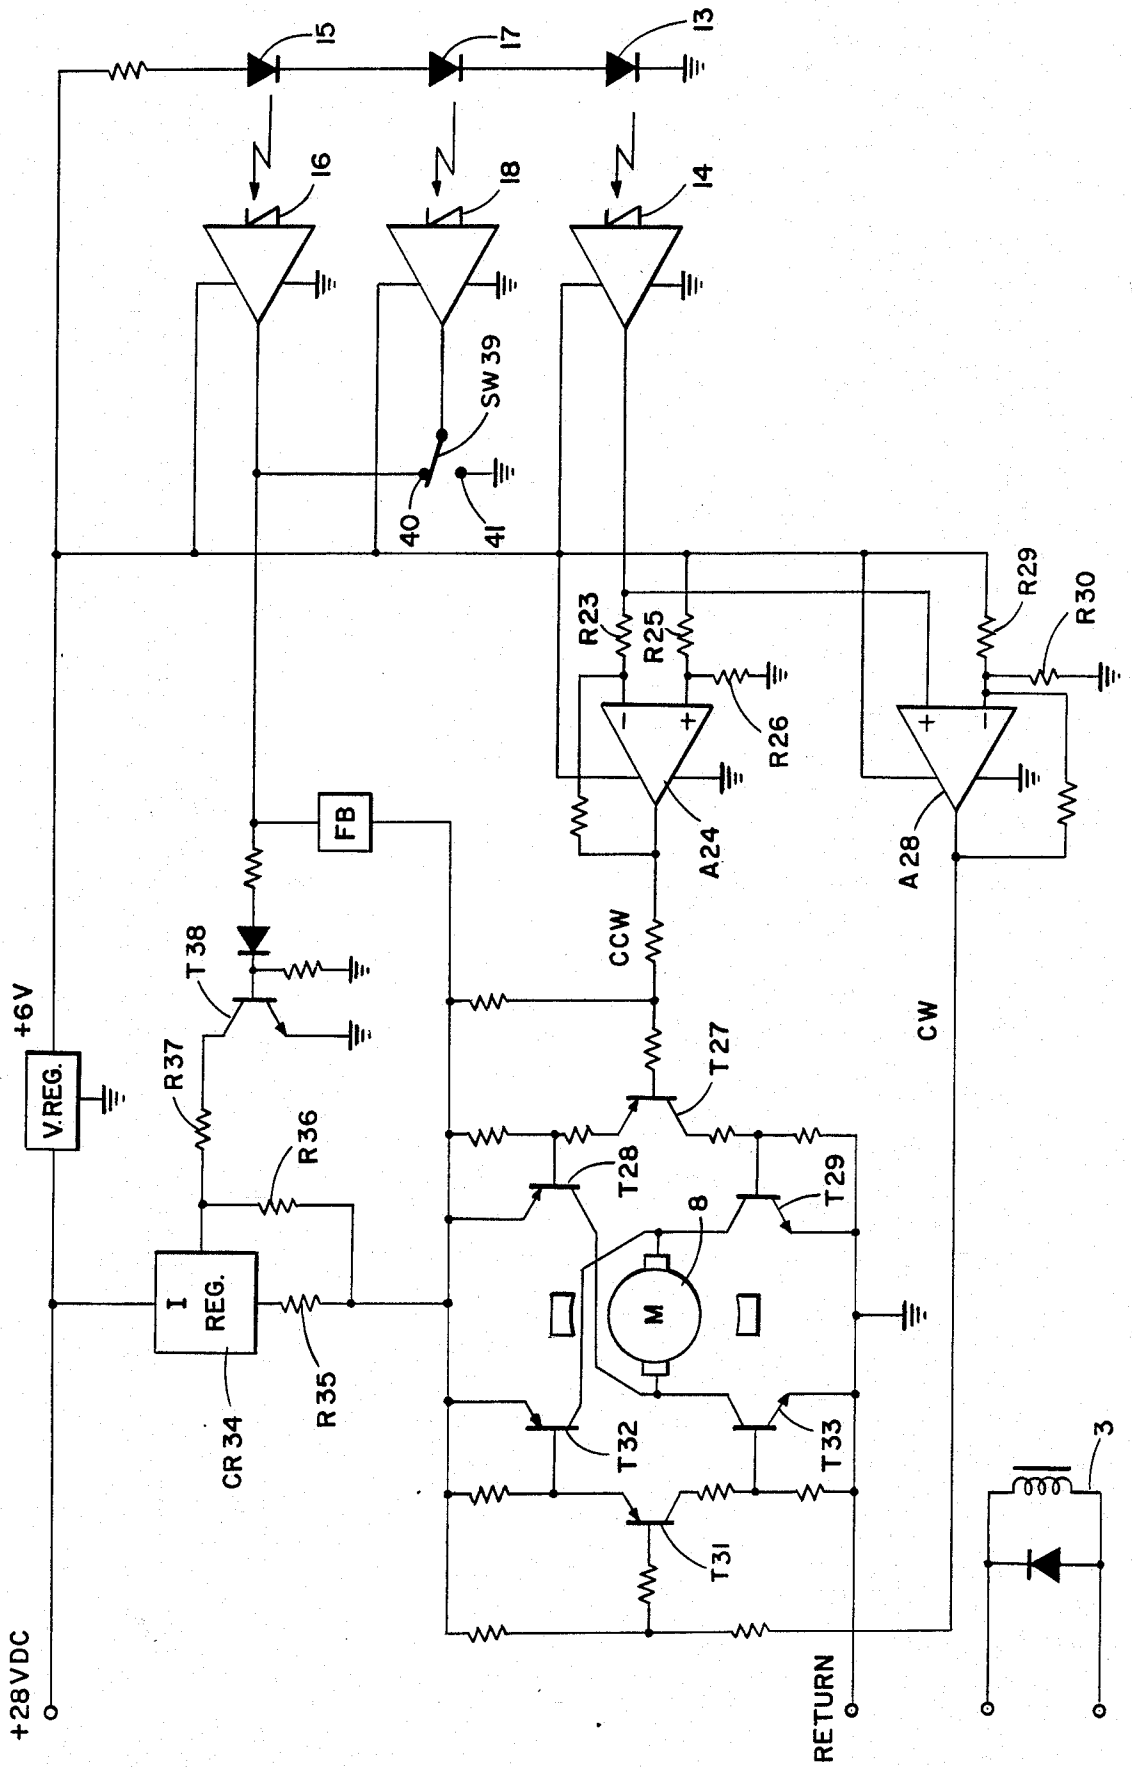 +28VDC
+6V
V.REG.
R37
I
REG.
T38
CR34
R36
16
15
R35
FB
40
SW39
41
18
17
R23
CCW
T32
T28
−
R25
M
+
8
14
13
A24
T31
T27
R26
RETURN
T33
T29
A28
CW
+
−
R29
R30
3